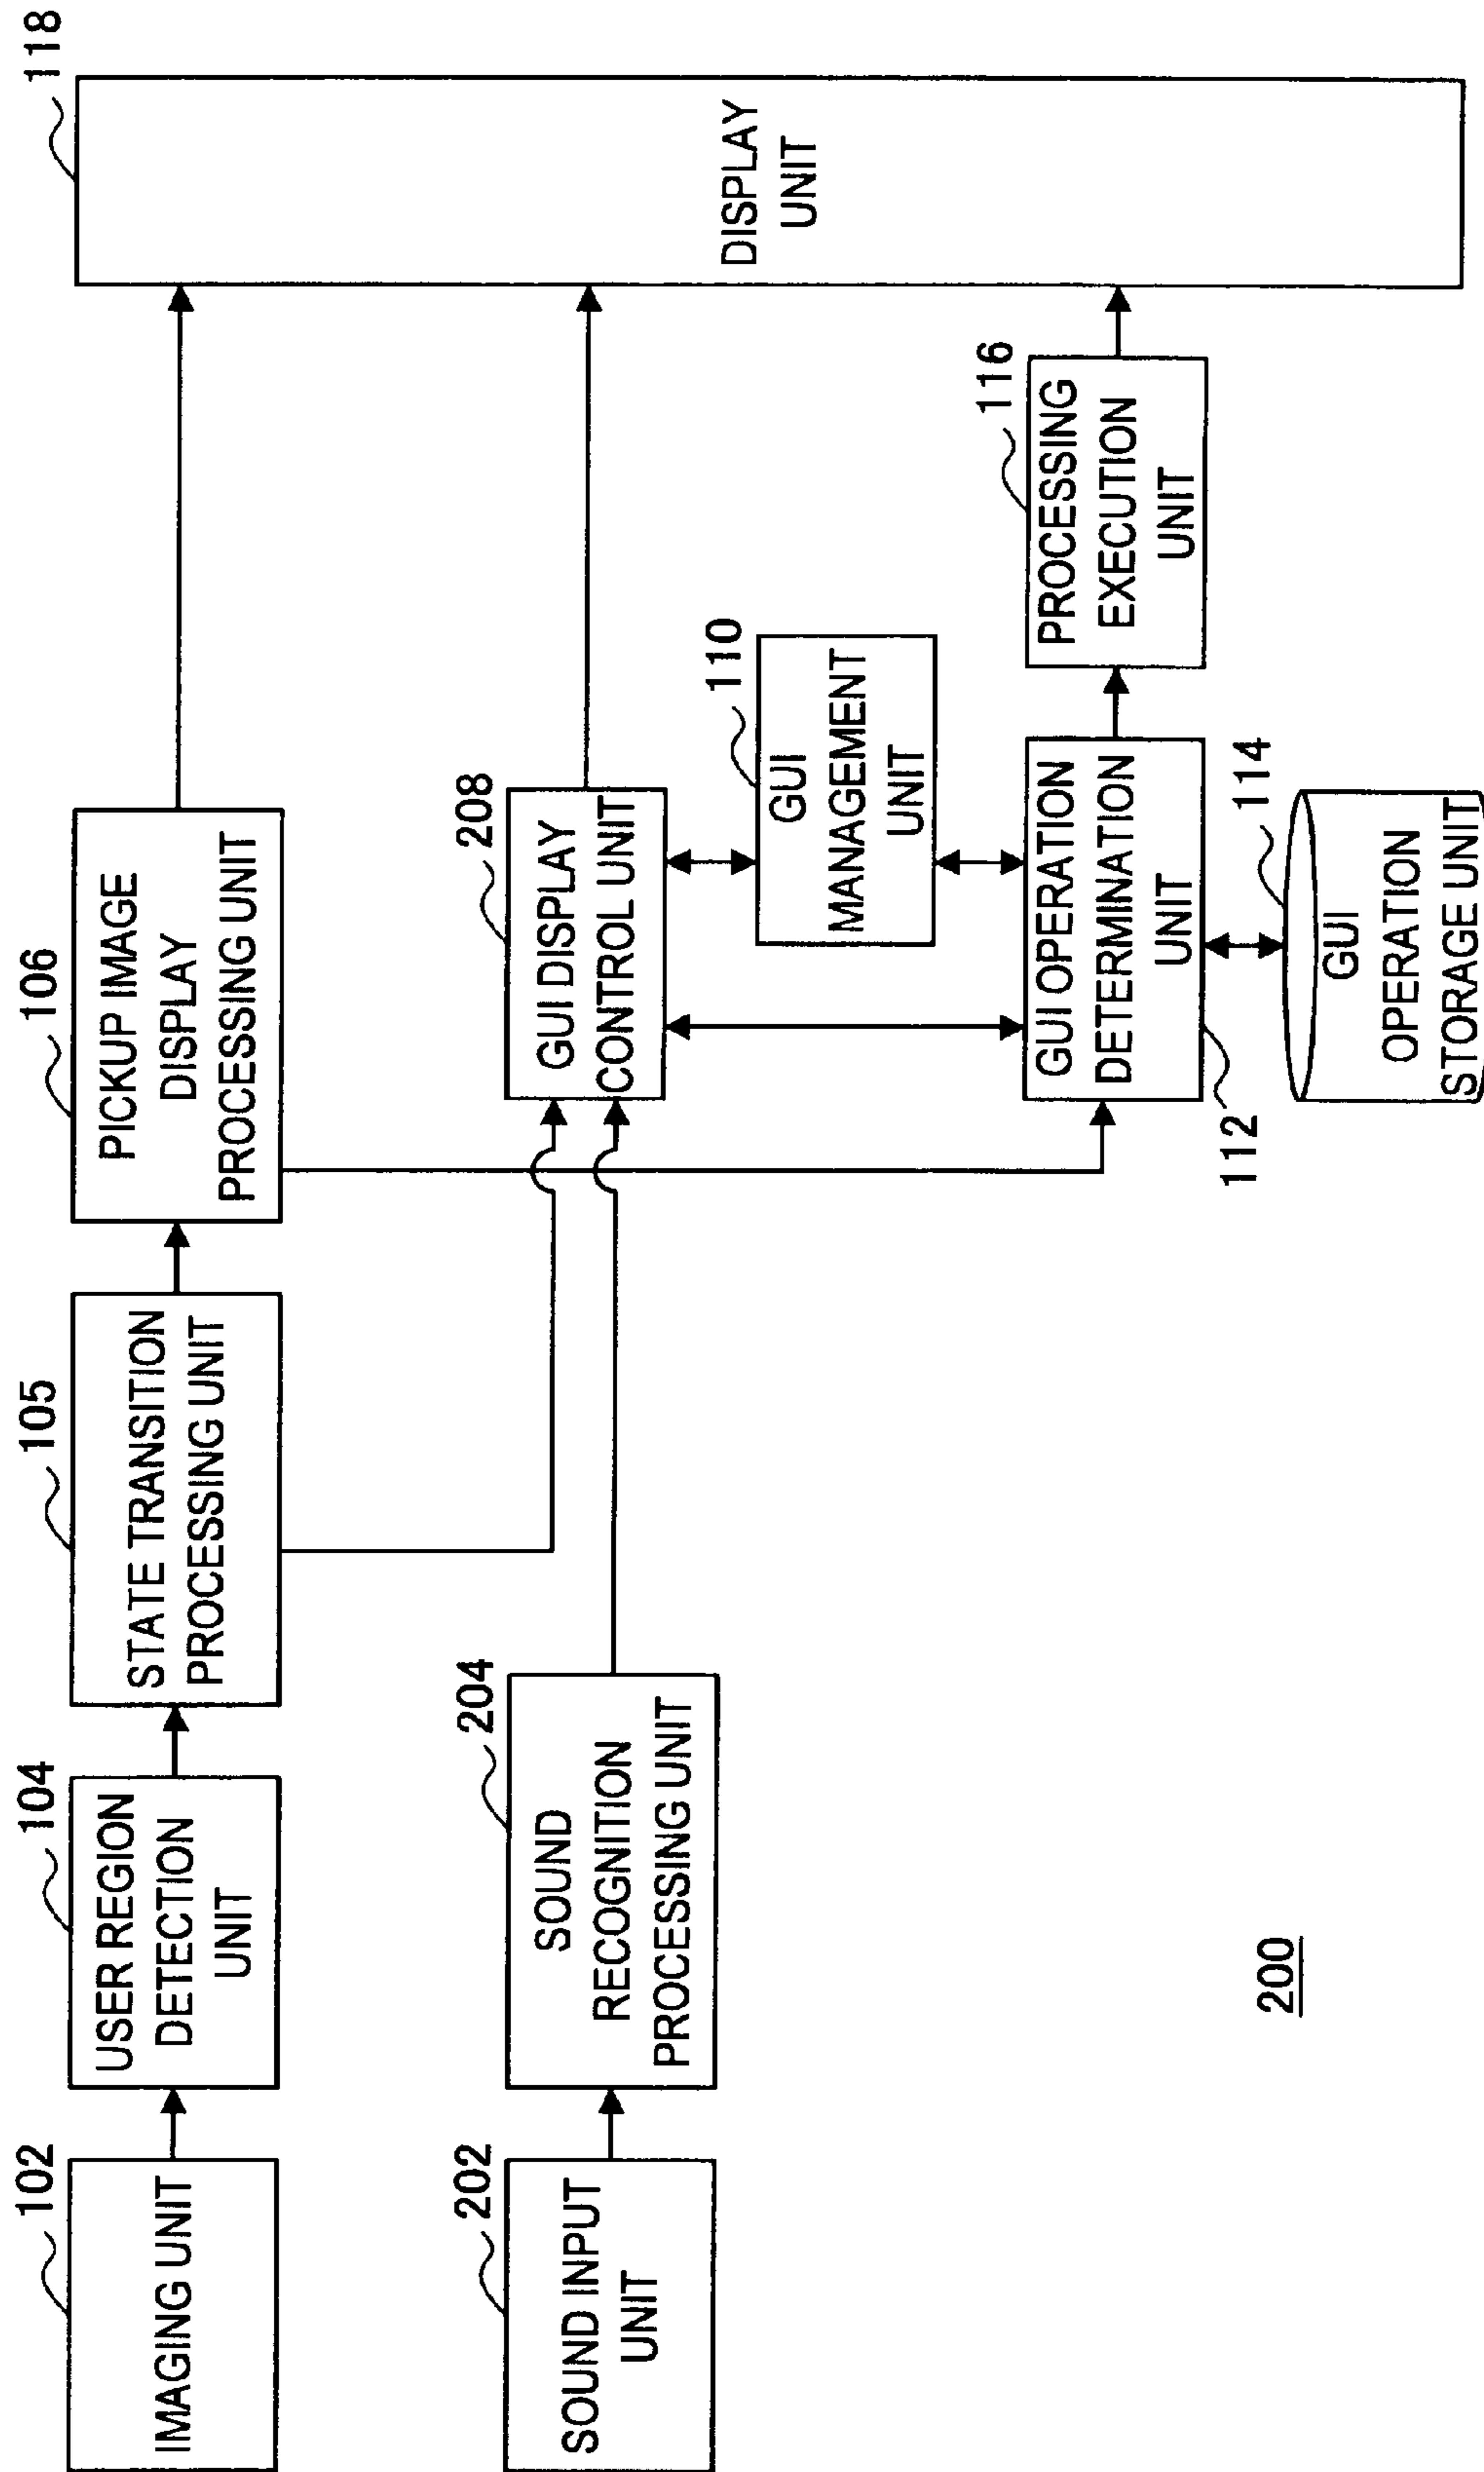 102
IMAGING UNIT
104
USER REGION
DETECTION
UNIT
105
STATE TRANSITION
PROCESSING UNIT
106
PICKUP IMAGE
DISPLAY
PROCESSING UNIT
118
DISPLAY
UNIT
202
SOUND INPUT
UNIT
204
SOUND
RECOGNITION
PROCESSING UNIT
208
GUI DISPLAY
CONTROL UNIT
110
GUI
MANAGEMENT
UNIT
112
GUI OPERATION
DETERMINATION
UNIT
116
PROCESSING
EXECUTION
UNIT
114
GUI
OPERATION
STORAGE UNIT
200